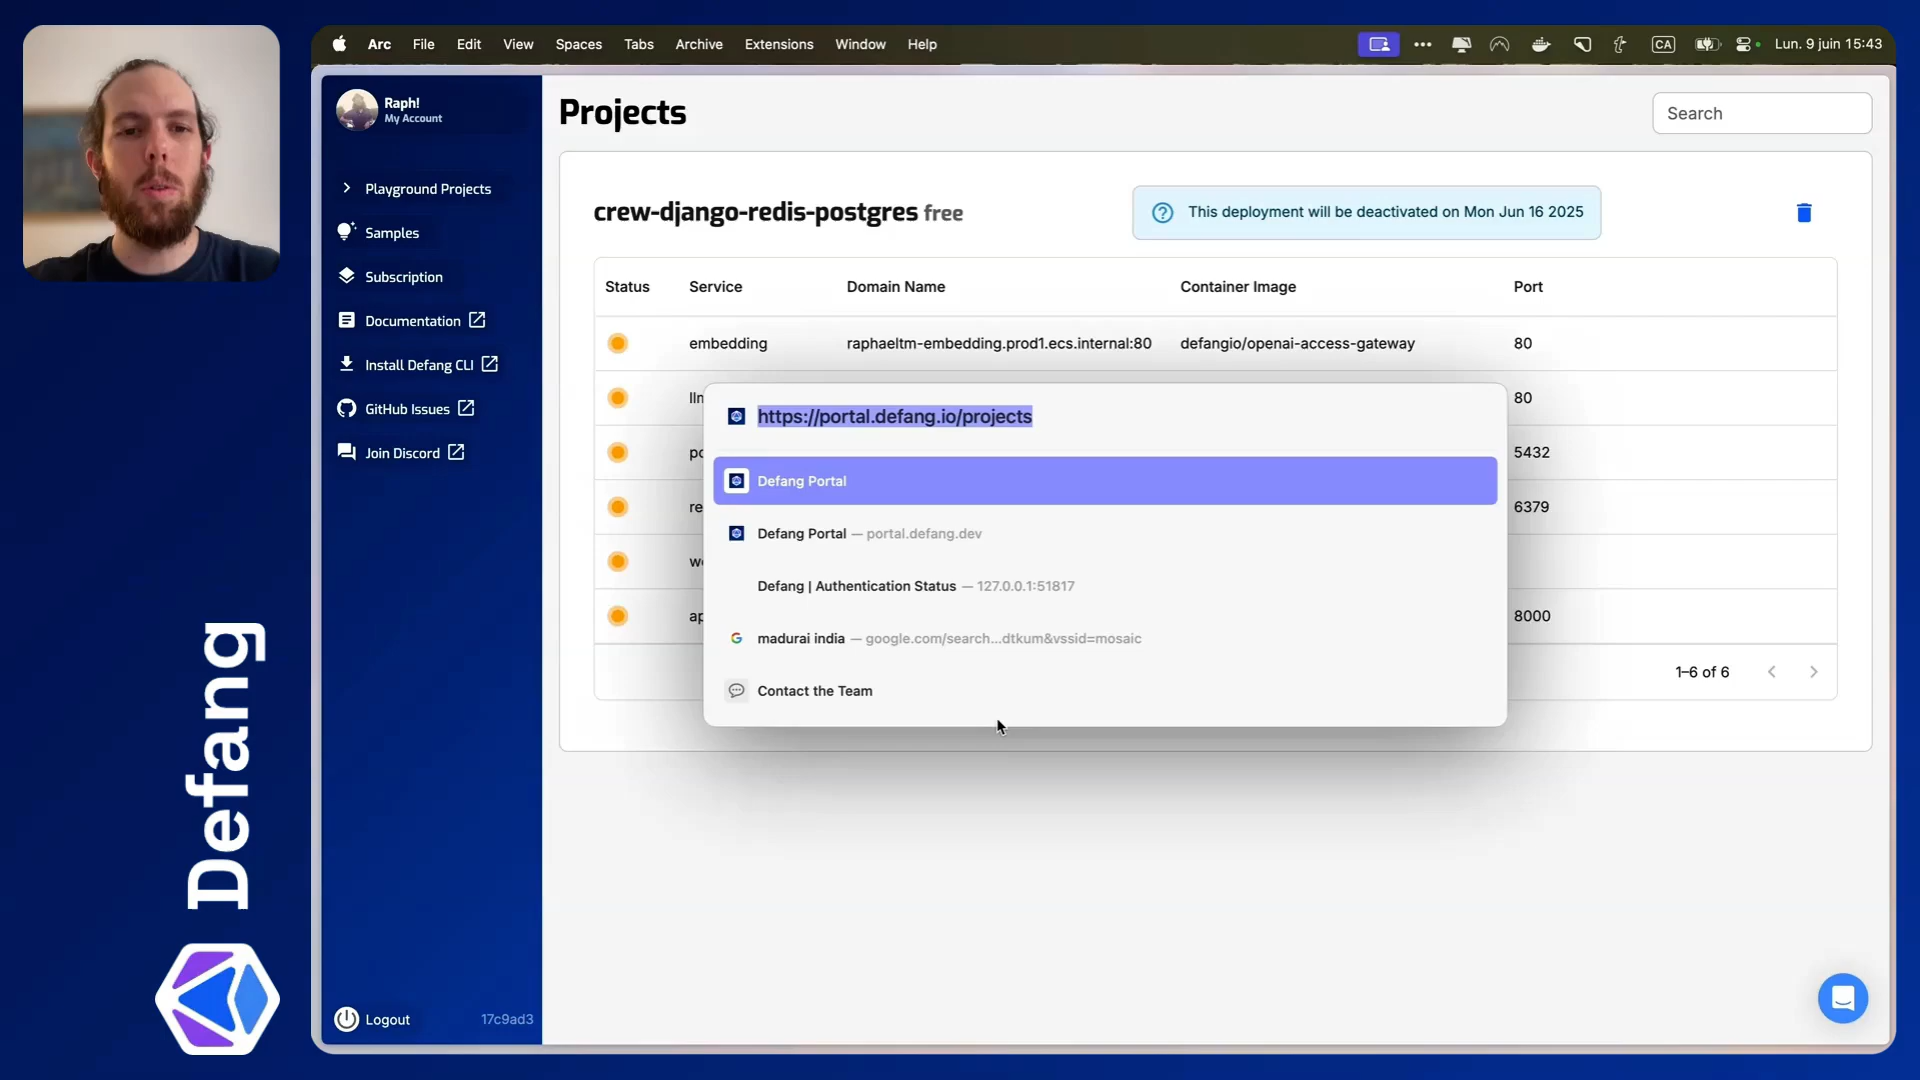 Arc File Edit View Spaces Tabs Archive Extensions Window Help
CA
Lun. 9 juin 15:43
Raph!
My Account
Playground Projects
Samples
Subscription
Documentation
Install Defang CLI
GitHub Issues
Join Discord
Logout
17c9ad3
Projects
Search
crew-django-redis-postgres free
This deployment will be deactivated on Mon Jun 16 2025
Status Service Domain Name Container Image Port
embedding raphaeltm-embedding.prod1.ecs.internal:80 defangio/openai-access-gateway 80
80
5432
re 6379
ap 8000
1–6 of 6
https://portal.defang.io/projects
Defang Portal
Defang Portal — portal.defang.dev
Defang | Authentication Status — 127.0.0.1:51817
madurai india — google.com/search...dtkum&vssid=mosaic
Contact the Team
Defang